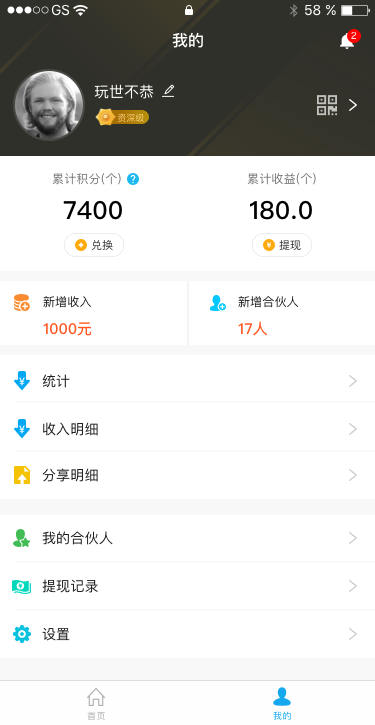 GS 58 %
我的
2
玩世不恭
资深级
累计积分(个) ? 累计收益(个)
7400 180.0
兑换 ¥ 提现
新增收入 新增合伙人
1000元 17人
统计
收入明细
分享明细
我的合伙人
提现记录
设置
首页 我的